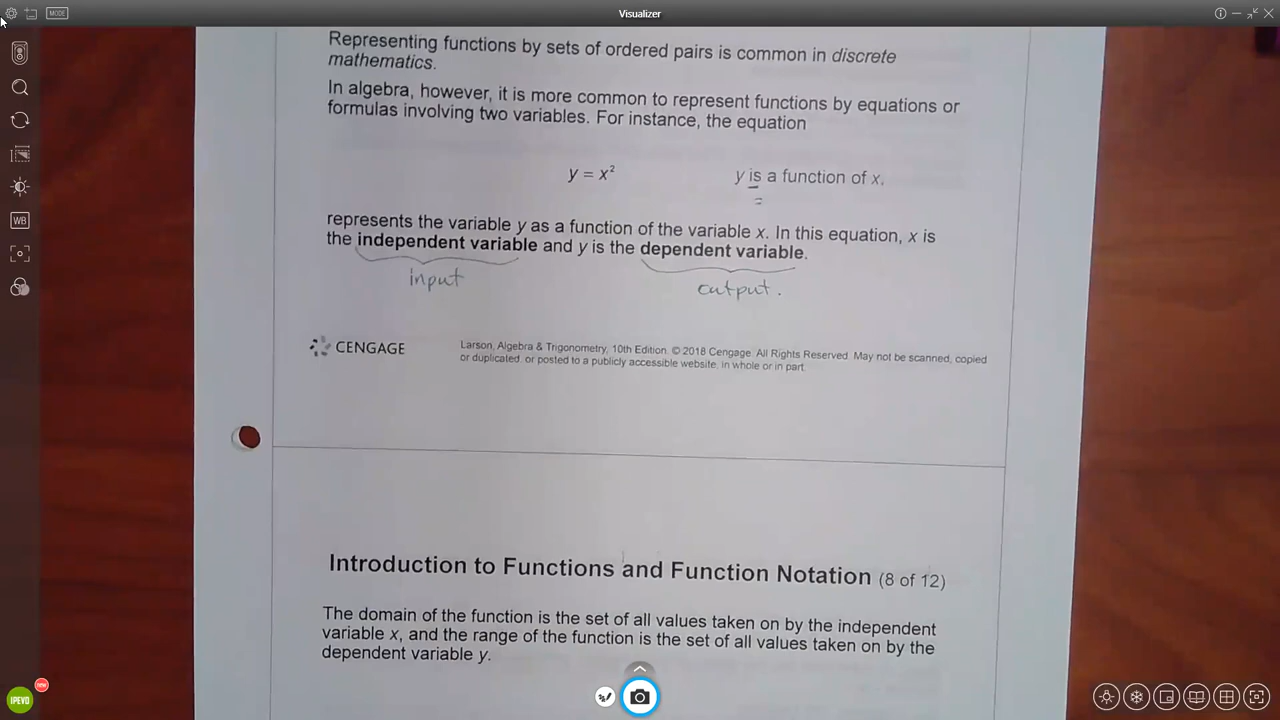 MODE
Visualizer
Representing functions by sets of ordered pairs is common in discrete
mathematics.
In algebra, however, it is more common to represent functions by equations or
formulas involving two variables. For instance, the equation
y = x² y is a function of x.
represents the variable y as a function of the variable x. In this equation, x is
the independent variable and y is the dependent variable.
input output.
CENGAGE
Larson, Algebra & Trigonometry, 10th Edition. © 2018 Cengage. All Rights Reserved. May not be scanned, copied
or duplicated, or posted to a publicly accessible website, in whole or in part.
Introduction to Functions and Function Notation (8 of 12)
The domain of the function is the set of all values taken on by the independent
variable x, and the range of the function is the set of all values taken on by the
dependent variable y.
WB
IPEVO
new